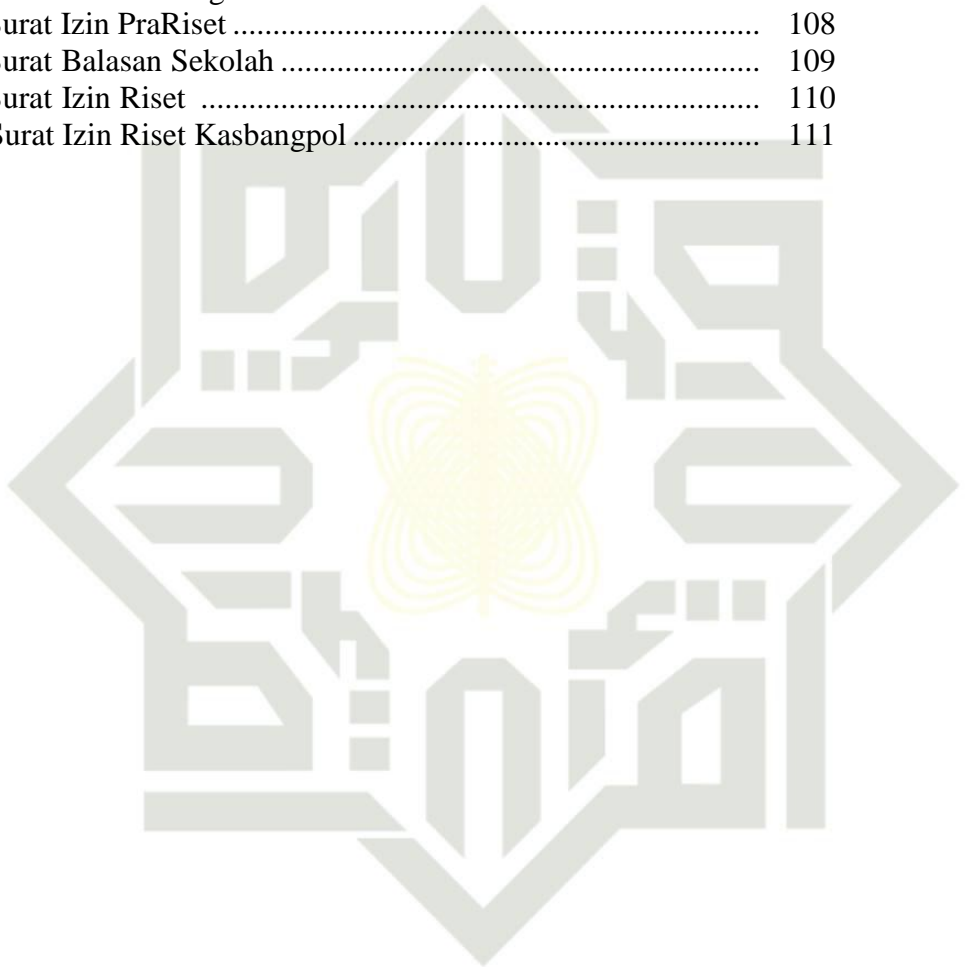 Surat Izin PraRiset .................................................................. 108
Surat Balasan Sekolah ............................................................ 109
Surat Izin Riset ...................................................................... 110
Surat Izin Riset Kasbangpol ................................................... 111